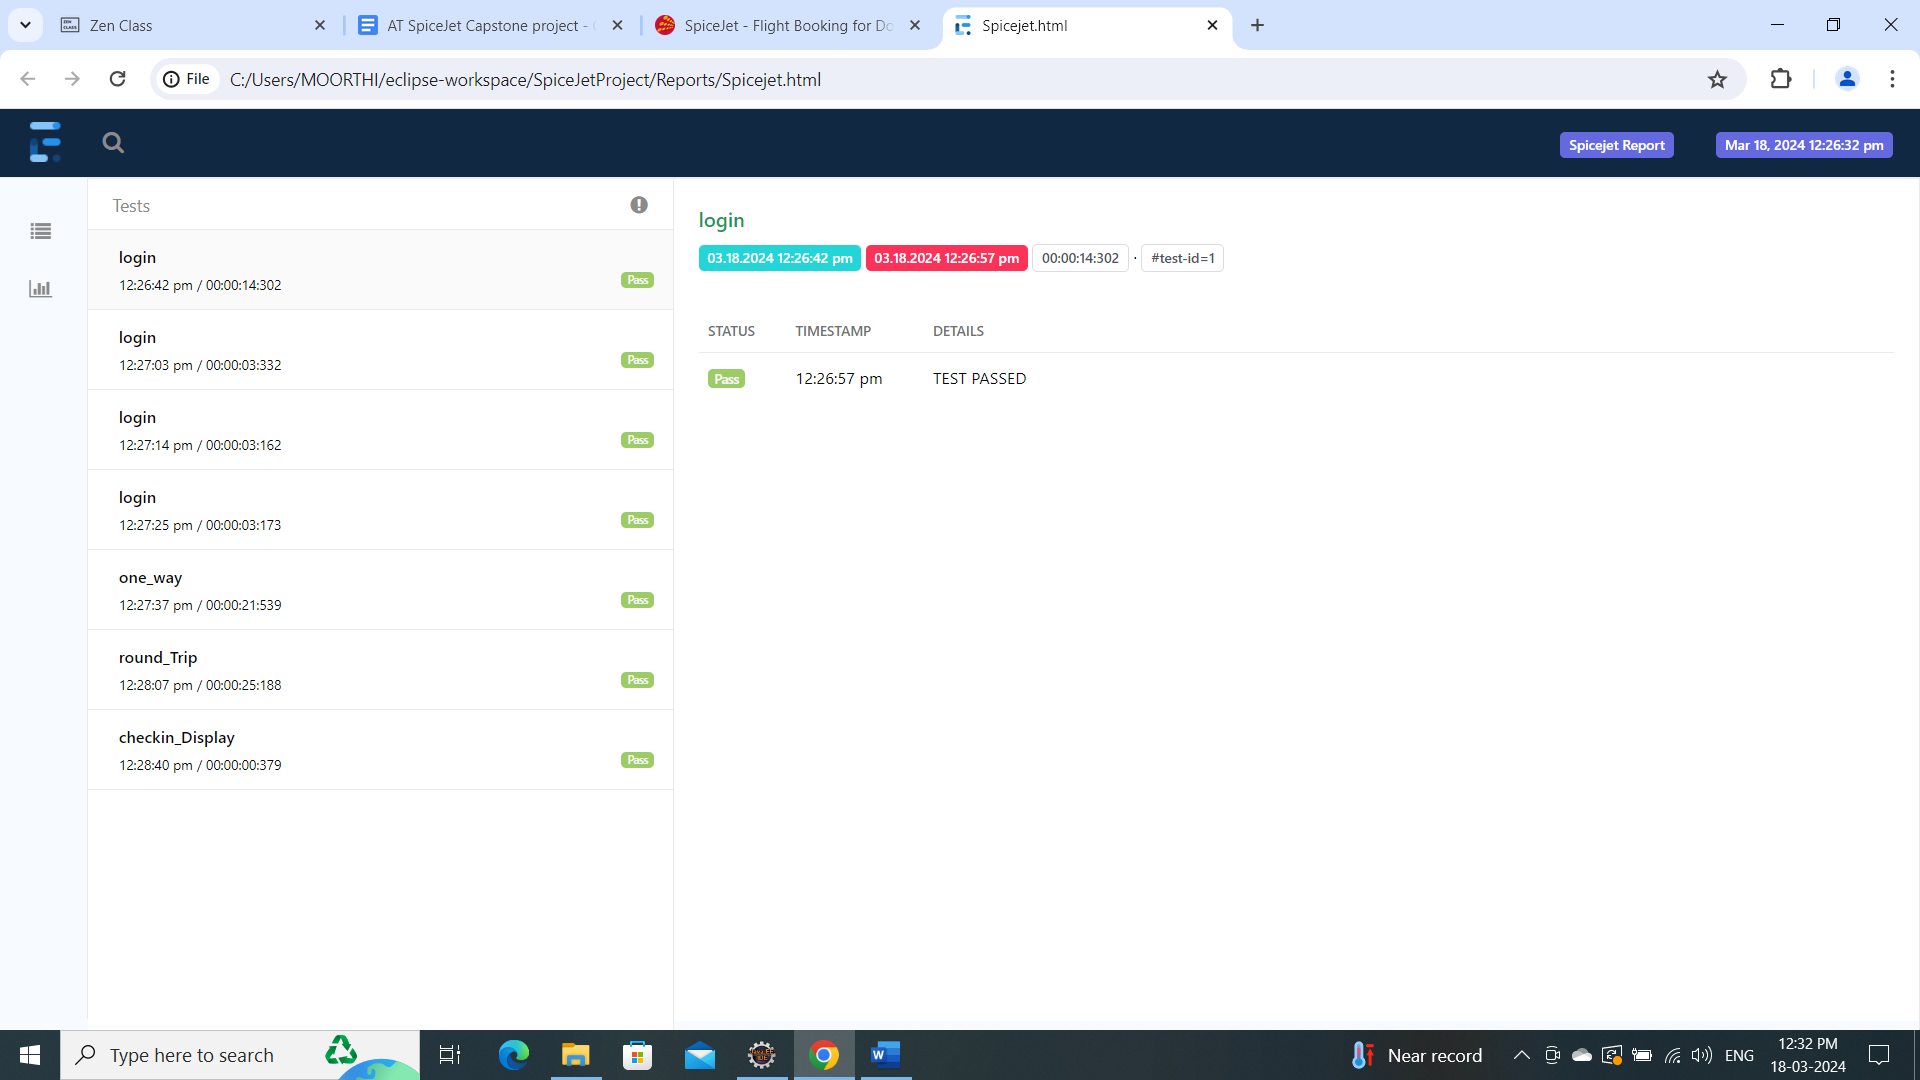 Zen Class
AT SpiceJet Capstone project -
SpiceJet - Flight Booking for Do
Spicejet.html
File
C:/Users/MOORTHI/eclipse-workspace/SpiceJetProject/Reports/Spicejet.html
Spicejet Report
Mar 18, 2024 12:26:32 pm
Tests
login
12:26:42 pm / 00:00:14:302
Pass
login
12:27:03 pm / 00:00:03:332
Pass
login
12:27:14 pm / 00:00:03:162
Pass
login
12:27:25 pm / 00:00:03:173
Pass
one_way
12:27:37 pm / 00:00:21:539
Pass
round_Trip
12:28:07 pm / 00:00:25:188
Pass
checkin_Display
12:28:40 pm / 00:00:00:379
Pass
login
03.18.2024 12:26:42 pm 03.18.2024 12:26:57 pm 00:00:14:302 · #test-id=1
STATUS TIMESTAMP DETAILS
Pass 12:26:57 pm TEST PASSED
Type here to search
Near record
ENG
12:32 PM
18-03-2024